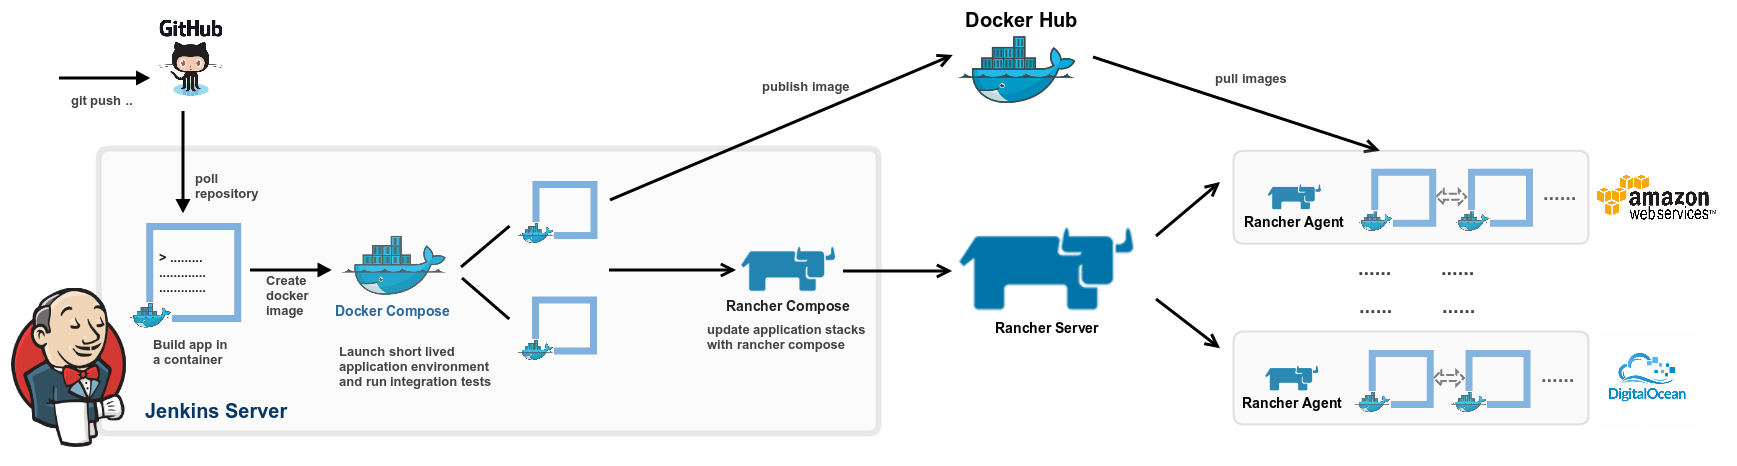 GitHub
git push ..
poll
repository
> .........
.............
.............
Build app in
a container
Jenkins Server
Create
docker
image
Docker Compose
Launch short lived
application environment
and run integration tests
publish image
Docker Hub
pull images
Rancher Compose
update application stacks
with rancher compose
Rancher Server
Rancher Agent
......
amazon
webservices™
...... ......
...... ......
Rancher Agent
......
DigitalOcean